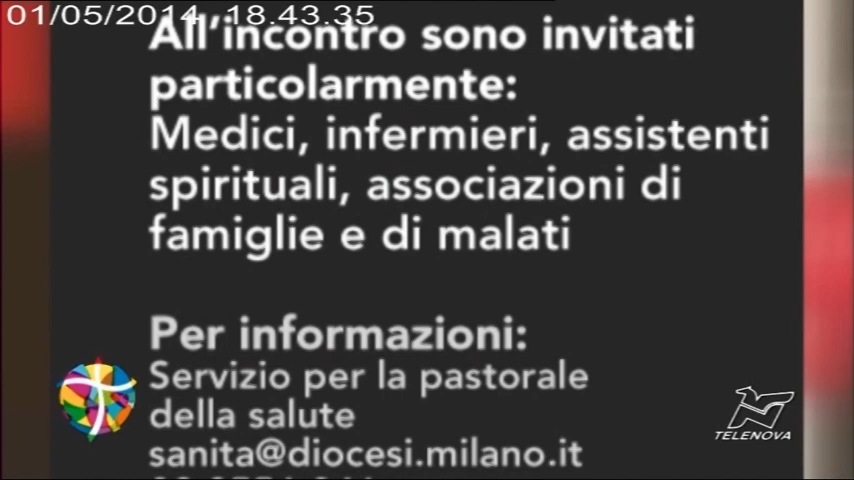 01/05/2014 18.43.35
All'incontro sono invitati
particolarmente:
Medici, infermieri, assistenti
spirituali, associazioni di
famiglie e di malati
Per informazioni:
Servizio per la pastorale
della salute
sanita@diocesi.milano.it
TELENOVA